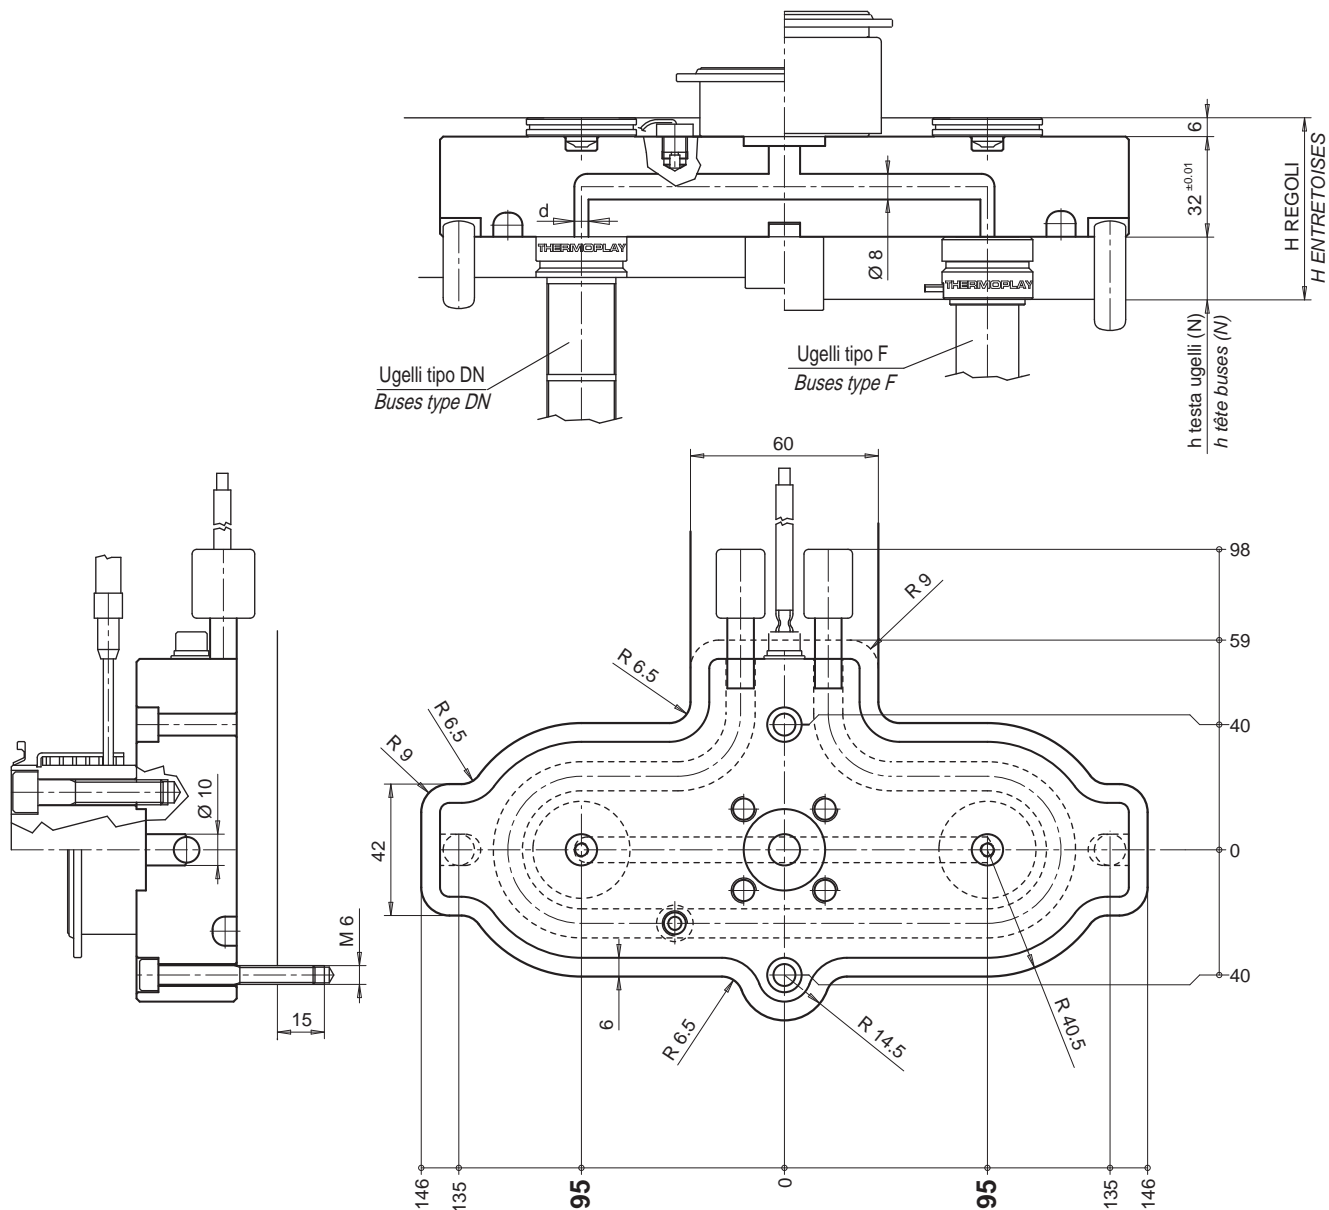 6
32 ±0.01
H REGOLI
H ENTRETOISES
d
THERMOPLAY
Ø 8
THERMOPLAY
Ugelli tipo DN
Buses type DN
Ugelli tipo F
Buses type F
h testa ugelli (N)
h tête buses (N)
60
98
R 9
59
R 6.5
R 6.5
40
R 9
Ø 10
42
0
M 6
40
15
6
R 6.5
R 14.5
R 40.5
146
135
95
0
95
135
146